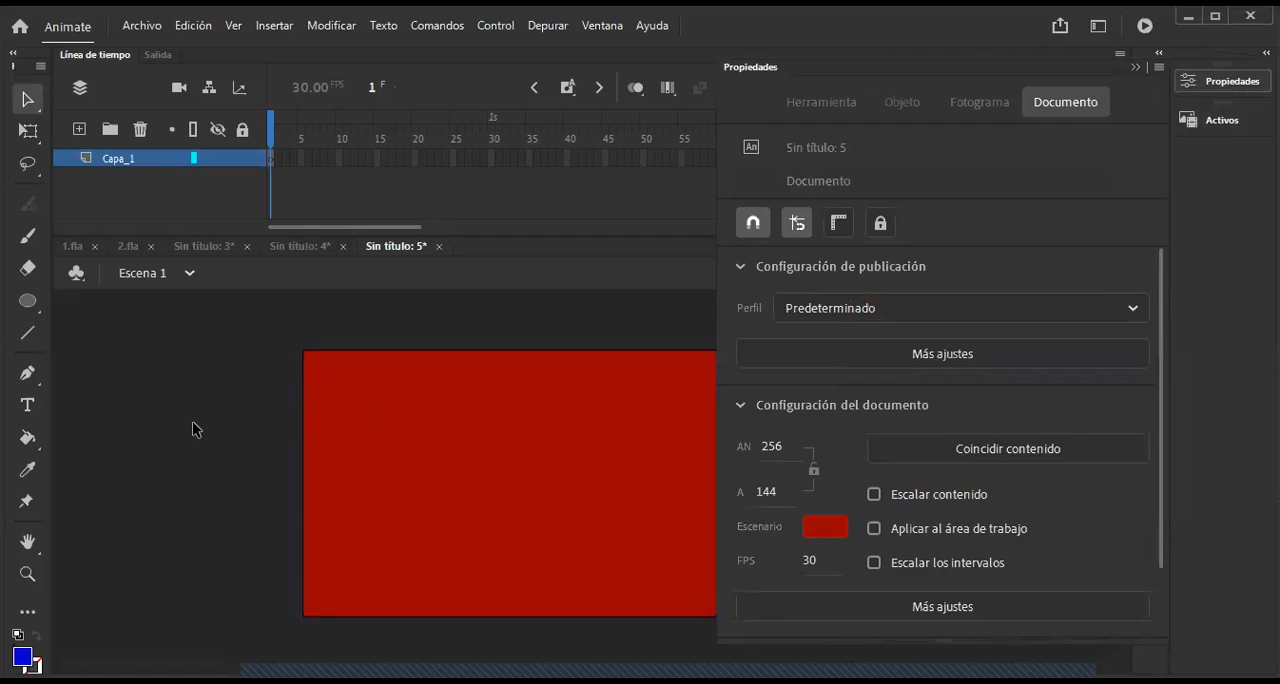 Animate Archivo Edición Ver Insertar Modificar Texto Comandos Control Depurar Ventana Ayuda
Línea de tiempo Salida
30.00 FPS 1 F
1s
5 10 15 20 25 30 35 40 45 50 55
Capa_1
1.fla 2.fla Sin título: 3* Sin título: 4* Sin título: 5*
Escena 1
Propiedades
Herramienta Objeto Fotograma Documento
An Sin título: 5
Documento
Configuración de publicación
Perfil Predeterminado
Más ajustes
Configuración del documento
AN 256 Coincidir contenido
A 144 Escalar contenido
Escenario Aplicar al área de trabajo
FPS 30 Escalar los intervalos
Más ajustes
Propiedades
Activos